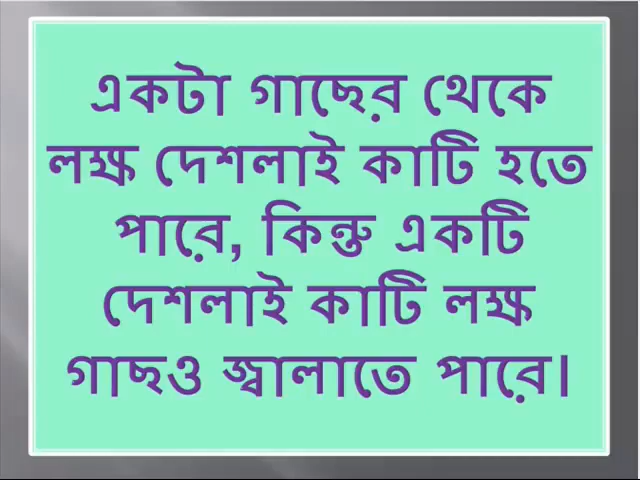 একটা গাছের থেকে
লক্ষ দেশলাই কাটি হতে
পারে, কিন্তু একটি
দেশলাই কাটি লক্ষ
গাছও জ্বালাতে পারে।